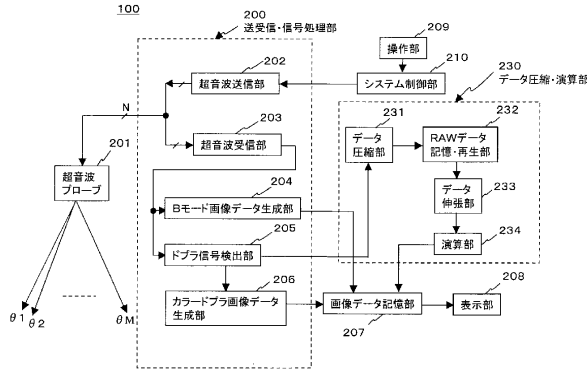 100
200
送受信・信号処理部
209
操作部
210
システム制御部
202
超音波送信部
230
データ圧縮・演算部
203
超音波受信部
N
201
超音波
プローブ
231
データ
圧縮部
232
RAWデータ
記憶・再生部
233
データ
伸張部
234
演算部
204
Bモード画像データ生成部
205
ドプラ信号検出部
206
カラードプラ画像データ
生成部
画像データ記憶部
207
208
表示部
θ1
θ2
θM